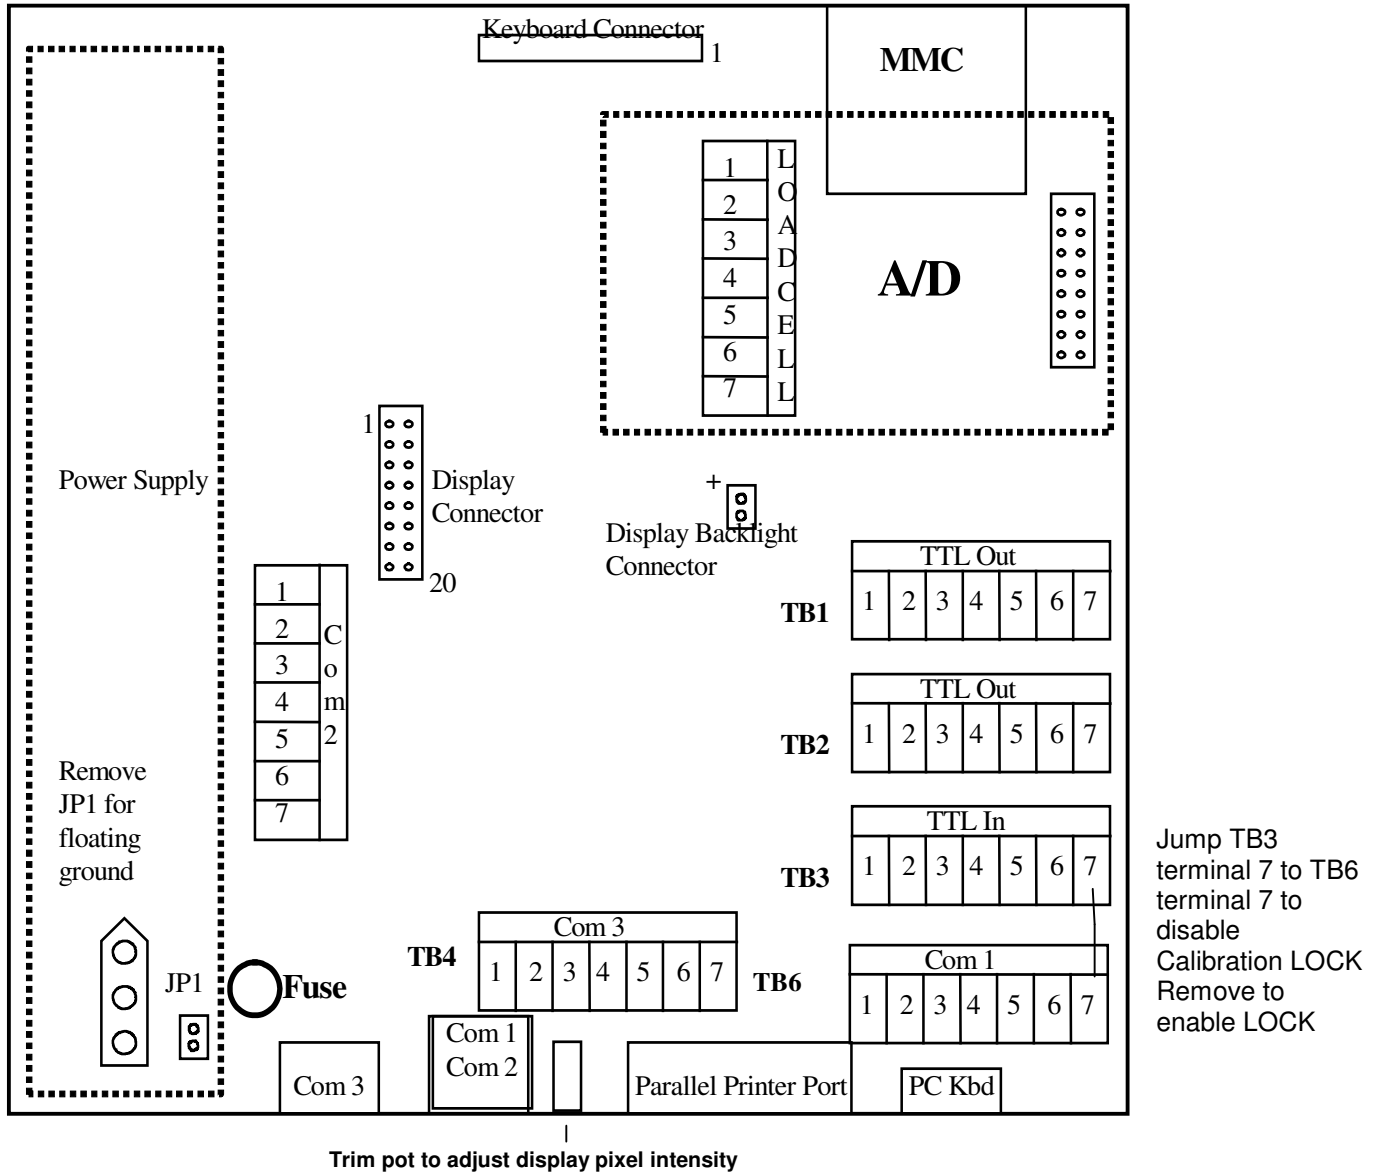 Keyboard Connector
1
MMC
1
2
3
4
5
6
7
LOADCELL
A/D
1
Display
Connector
20
Power Supply
+
Display Backlight
Connector
TTL Out
TB1
1 2 3 4 5 6 7
1
2
3
4
5
6
7
Com2
TTL Out
TB2
1 2 3 4 5 6 7
Remove
JP1 for
floating
ground
TTL In
TB3
1 2 3 4 5 6 7
Jump TB3
terminal 7 to TB6
terminal 7 to
disable
Calibration LOCK
Remove to
enable LOCK
Com 3
TB4
1 2 3 4 5 6 7
TB6
Com 1
1 2 3 4 5 6 7
JP1
Fuse
Com 3
Com 1
Com 2
Parallel Printer Port
PC Kbd
Trim pot to adjust display pixel intensity